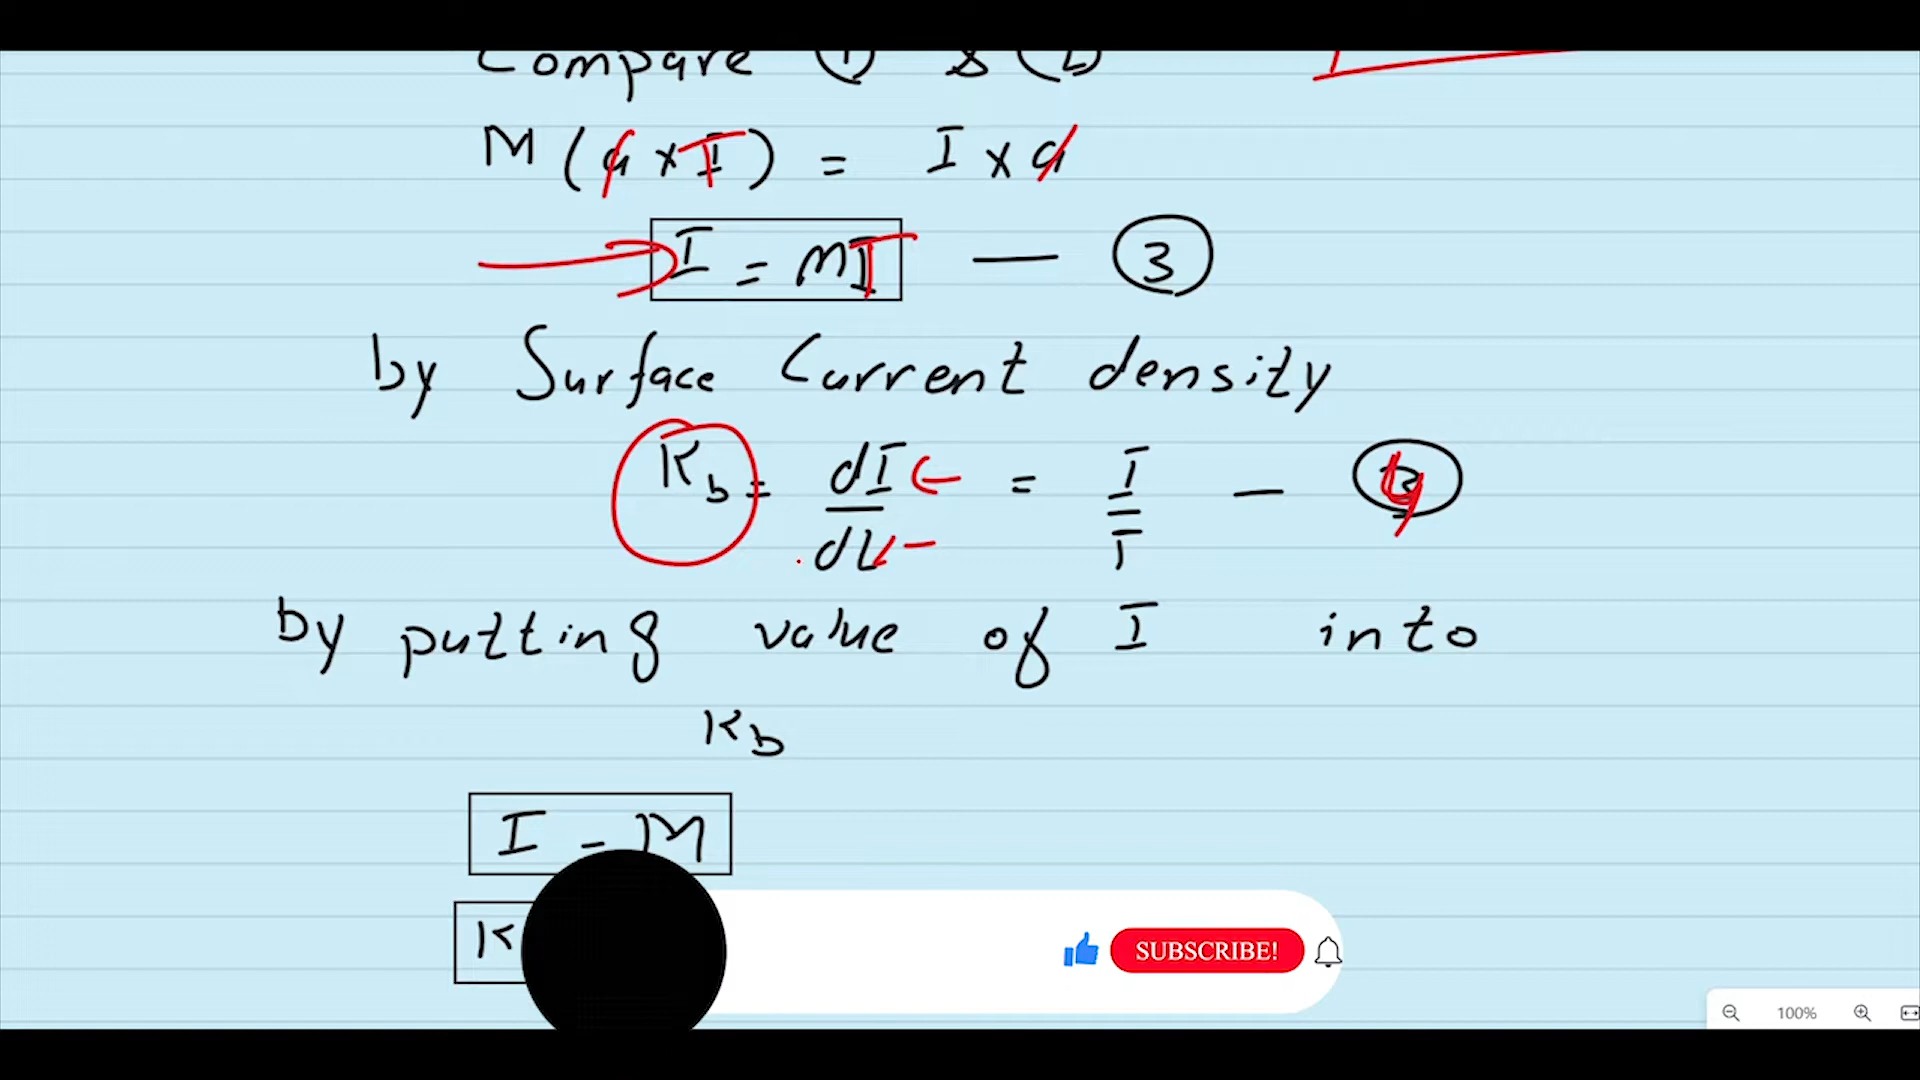 Compare ① & ②
M ( a x T ) = I x a
I = MT — ③
by Surface Current density
Kb = dI = I — ④
dL T
by putting value of I into
Kb
I = M
K
SUBSCRIBE!
100%